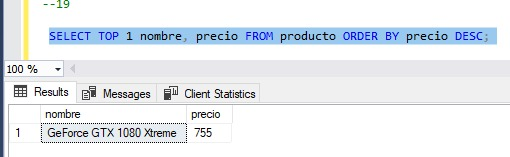 --19
SELECT TOP 1 nombre, precio FROM producto ORDER BY precio DESC;
100 %
Results Messages Client Statistics
nombre precio
1 GeForce GTX 1080 Xtreme 755